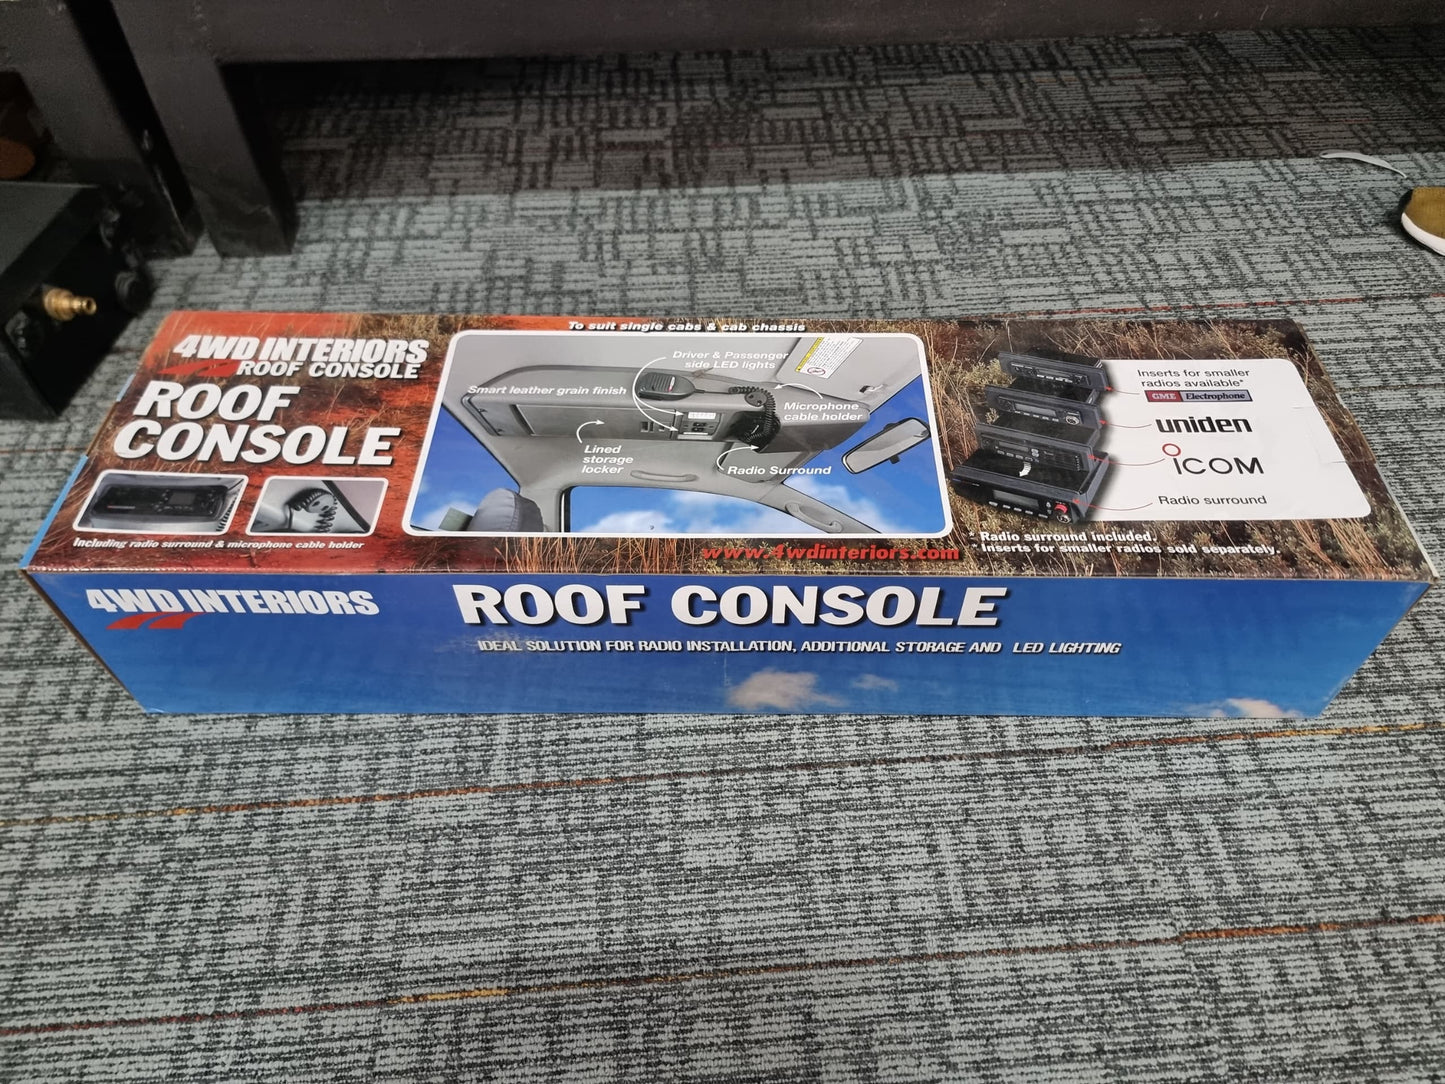 To suit single cabs & cab chassis
4WD INTERIORS
ROOF CONSOLE
ROOF
CONSOLE
Including radio surround & microphone cable holder
Driver & Passenger
side LED lights
Smart leather grain finish
Microphone
cable holder
Lined
storage
locker
Radio Surround
www.4wdinteriors.com
Inserts for smaller
radios available*
GME Electrophone
uniden
ICOM
Radio surround
* Radio surround included.
* Inserts for smaller radios sold separately.
4WD INTERIORS
ROOF CONSOLE
IDEAL SOLUTION FOR RADIO INSTALLATION, ADDITIONAL STORAGE AND LED LIGHTING